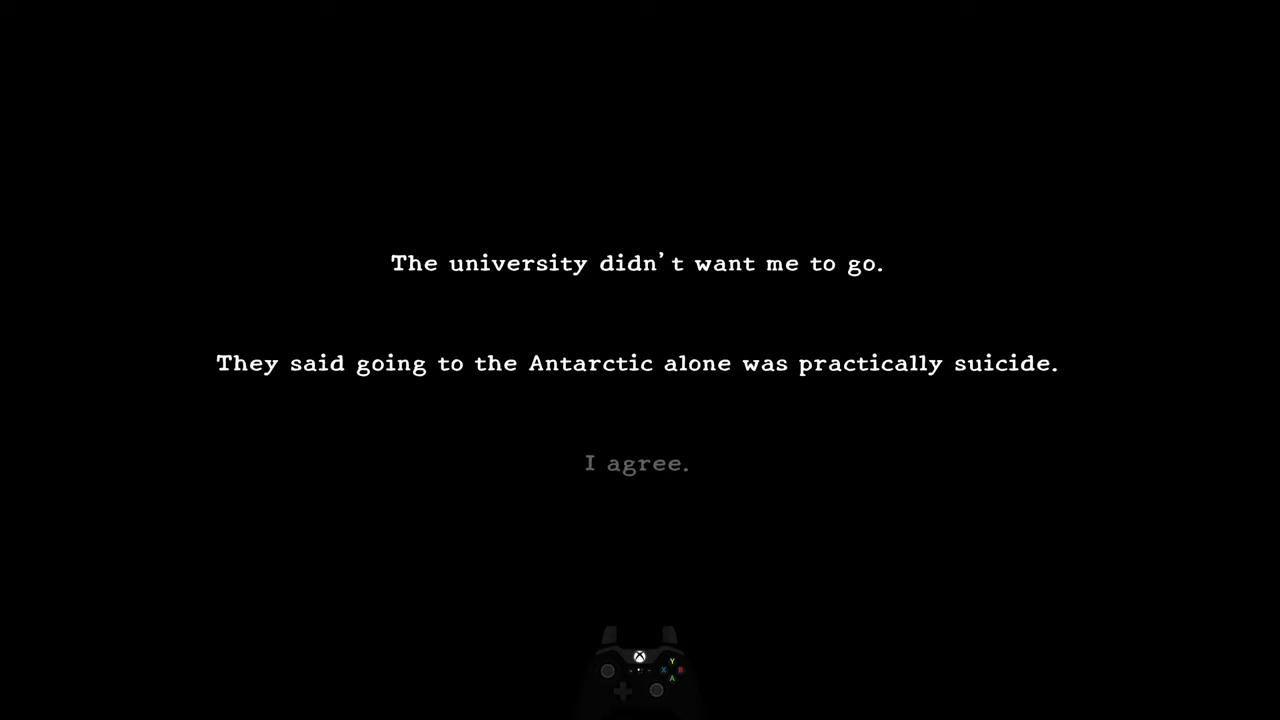 The university didn't want me to go.
They said going to the Antarctic alone was practically suicide.
I agree.
Y
X B
A